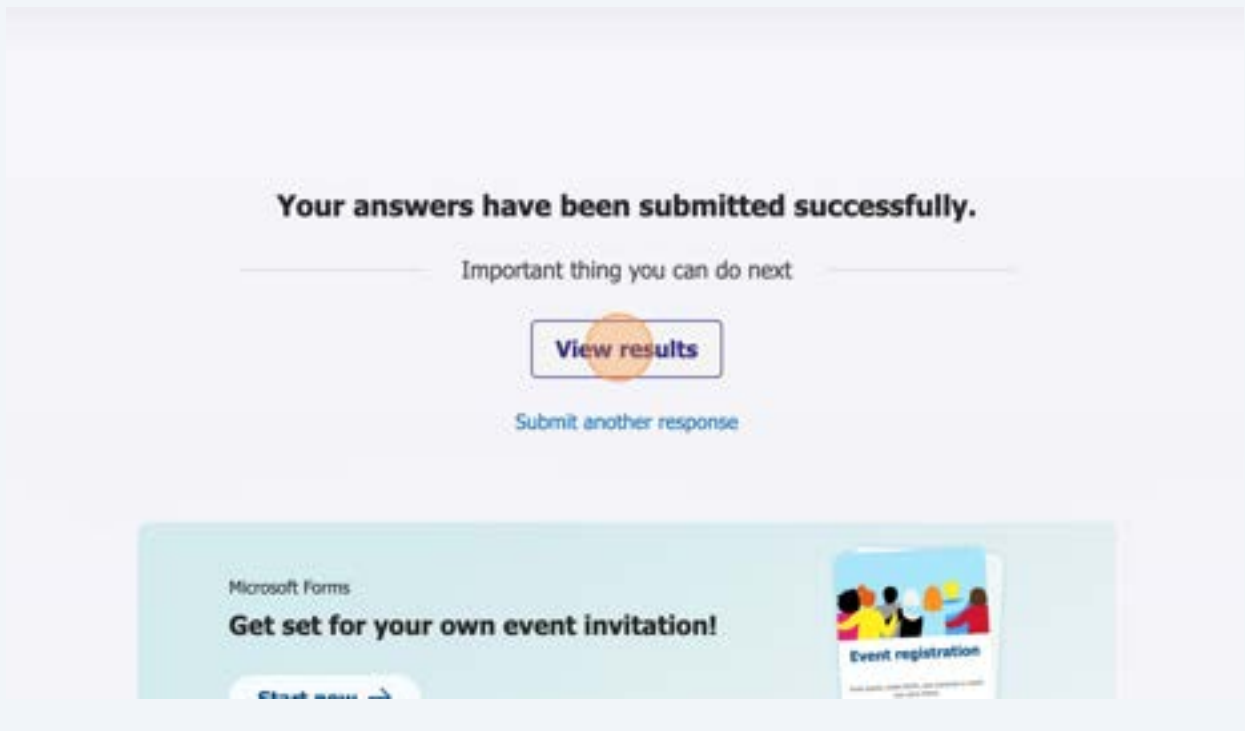 Your answers have been submitted successfully.
Important thing you can do next
View results
Submit another response
Microsoft Forms
Get set for your own event invitation!
Start now →
Event registration